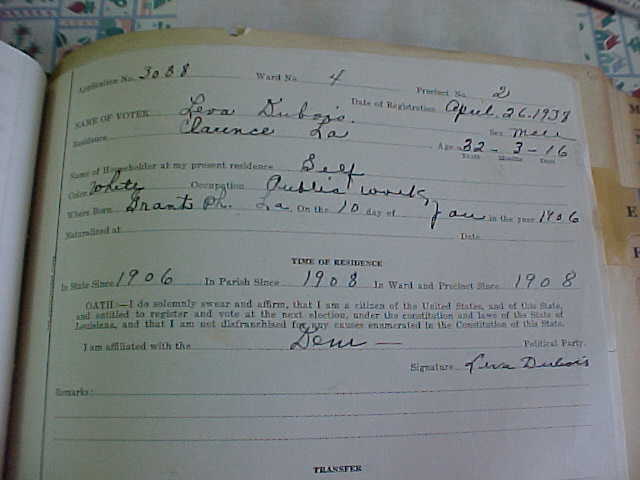 Application No. 3088 Ward No. 4 Precinct No. 2
Date of Registration April. 26. 1938
NAME OF VOTER Leva Dubois. Sex Male
Residence Clarence La Age 32 - 3 - 16
Years Months Days
Name of Householder at my present residence Self
Color White Occupation Public work,
Where Born Grant Ph. La. On the 10 day of Jan in the year 1906
Naturalized at Date
TIME OF RESIDENCE
In State Since 1906 In Parish Since 1908 In Ward and Precinct Since 1908
OATH:—I do solemnly swear and affirm, that I am a citizen of the United States, and of this State,
and entitled to register and vote at the next election, under the constitution and laws of the State of
Louisiana, and that I am not disfranchised for any causes enumerated in the Constitution of this State.
I am affiliated with the Dem — Political Party.
Signature Leva Dubois
Remarks:
TRANSFER